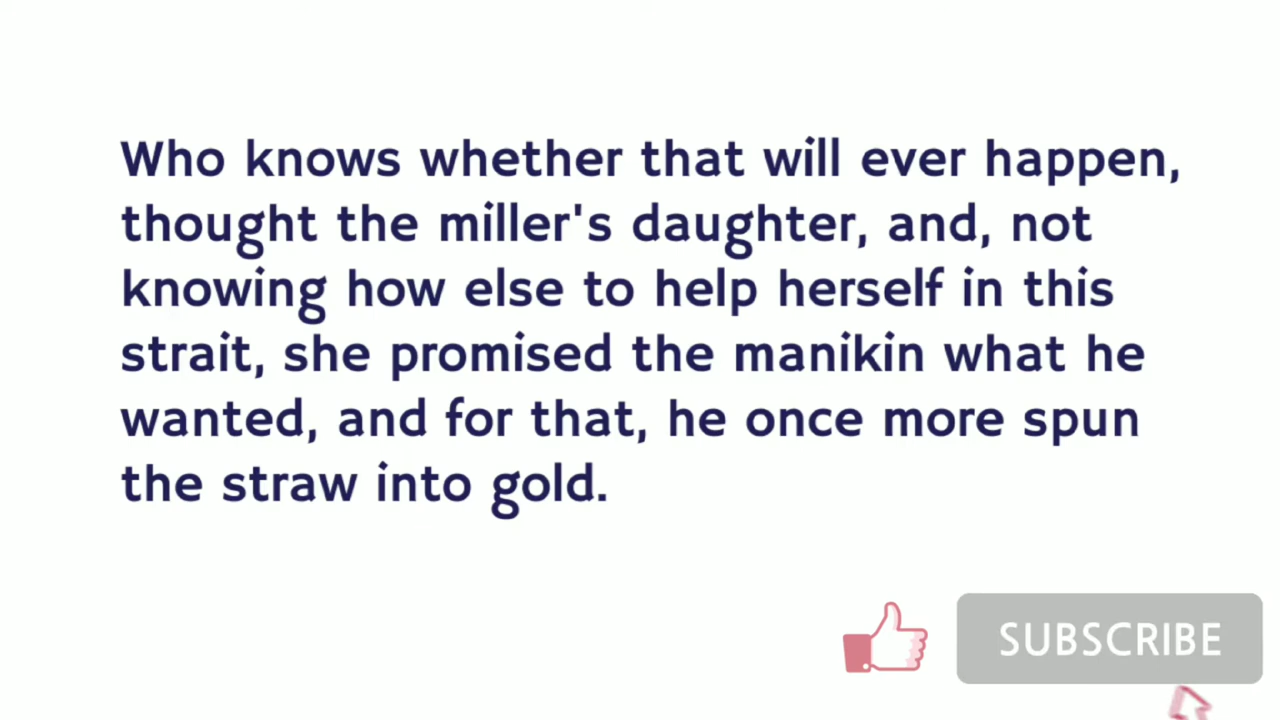 Who knows whether that will ever happen,
thought the miller's daughter, and, not
knowing how else to help herself in this
strait, she promised the manikin what he
wanted, and for that, he once more spun
the straw into gold.
SUBSCRIBE